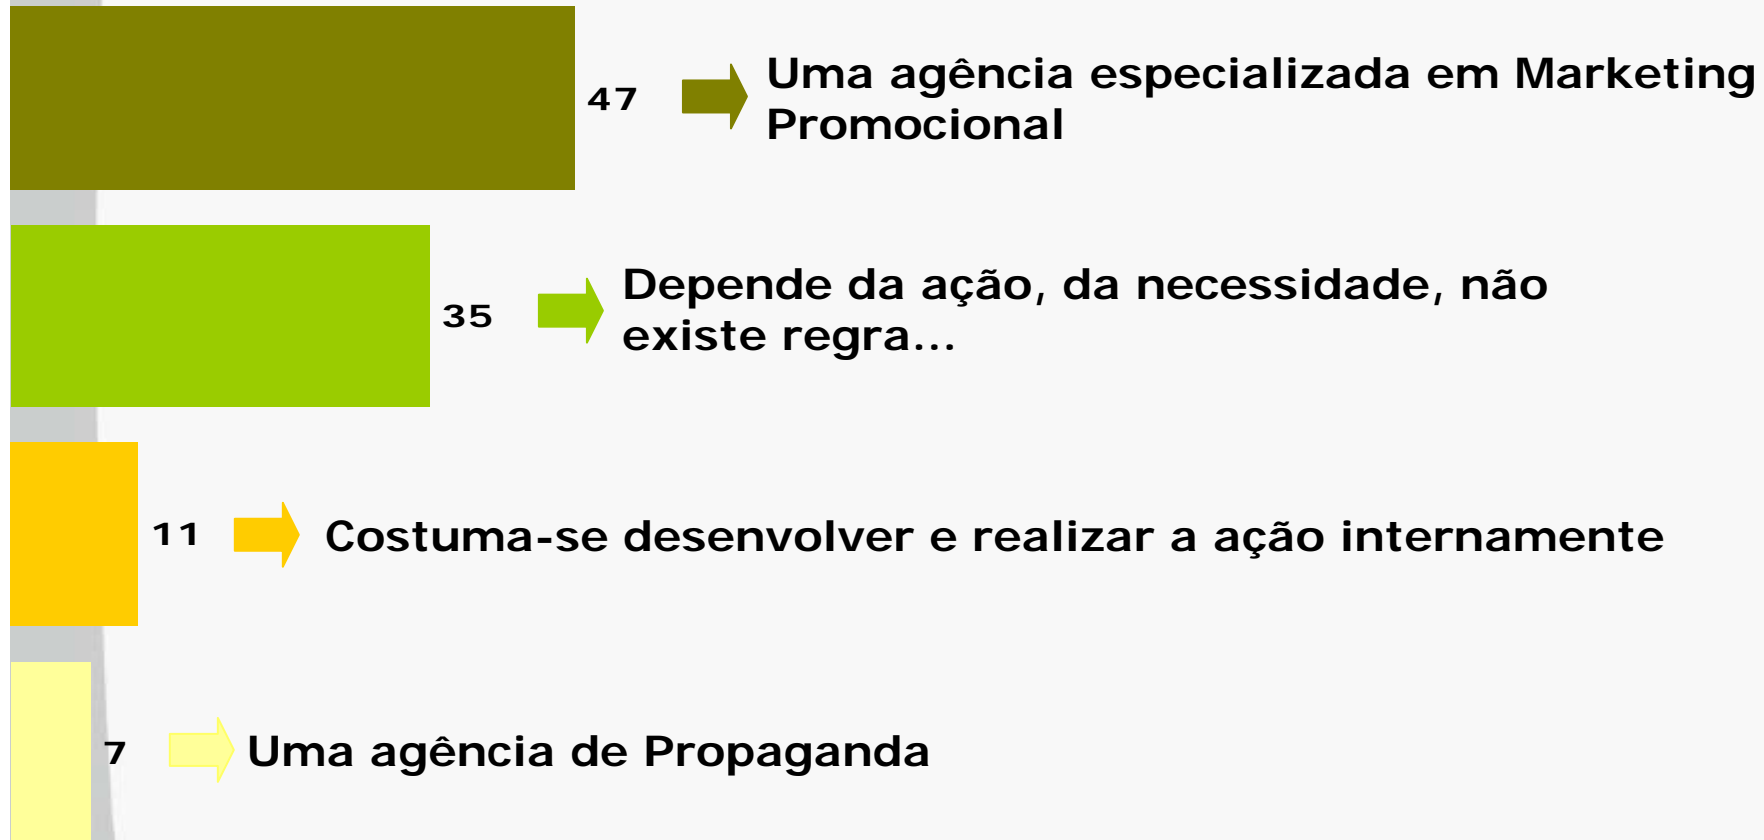 47
Uma agência especializada em Marketing
Promocional
35
Depende da ação, da necessidade, não
existe regra...
11
Costuma-se desenvolver e realizar a ação internamente
7
Uma agência de Propaganda